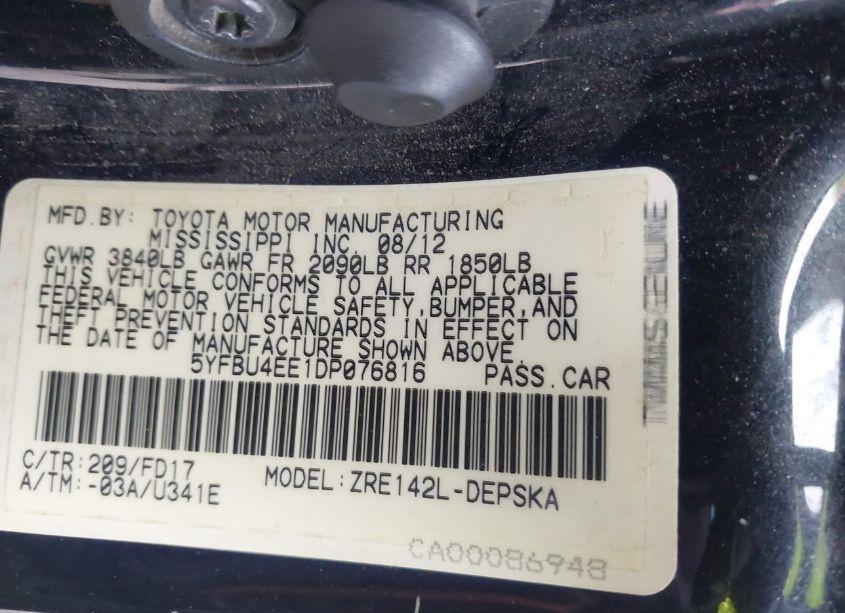 MFD.BY: TOYOTA MOTOR MANUFACTURING
MISSISSIPPI INC. 08/12
GVWR 3840LB GAWR FR 2090LB RR 1850LB
THIS VEHICLE CONFORMS TO ALL APPLICABLE
FEDERAL MOTOR VEHICLE SAFETY,BUMPER,AND
THEFT PREVENTION STANDARDS IN EFFECT ON
THE DATE OF MANUFACTURE SHOWN ABOVE.
5YFBU4EE1DP076816 PASS.CAR
C/TR:209/FD17
A/TM:-03A/U341E
MODEL:ZRE142L-DEPSKA
CA00086948